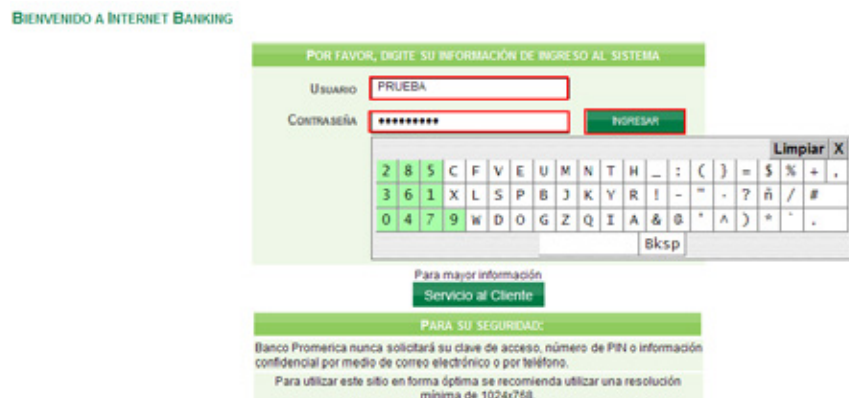 BIENVENIDO A INTERNET BANKING
POR FAVOR, DIGITE SU INFORMACIÓN DE INGRESO AL SISTEMA
USUARIO PRUEBA
CONTRASEÑA •••••••••
INGRESAR
Limpiar X
2 8 5 C F V E U M N T H _ : ( } = $ % + ,
3 6 1 X L S P B J K Y R ! - - ? ñ / #
0 4 7 9 W D O G Z Q I A & @ ^ ) *
Bksp
Para mayor información
Servicio al Cliente
PARA SU SEGURIDAD:
Banco Promerica nunca solicitará su clave de acceso, número de PIN o información
confidencial por medio de correo electrónico o por teléfono.
Para utilizar este sitio en forma óptima se recomienda utilizar una resolución
mínima de 1024x768.